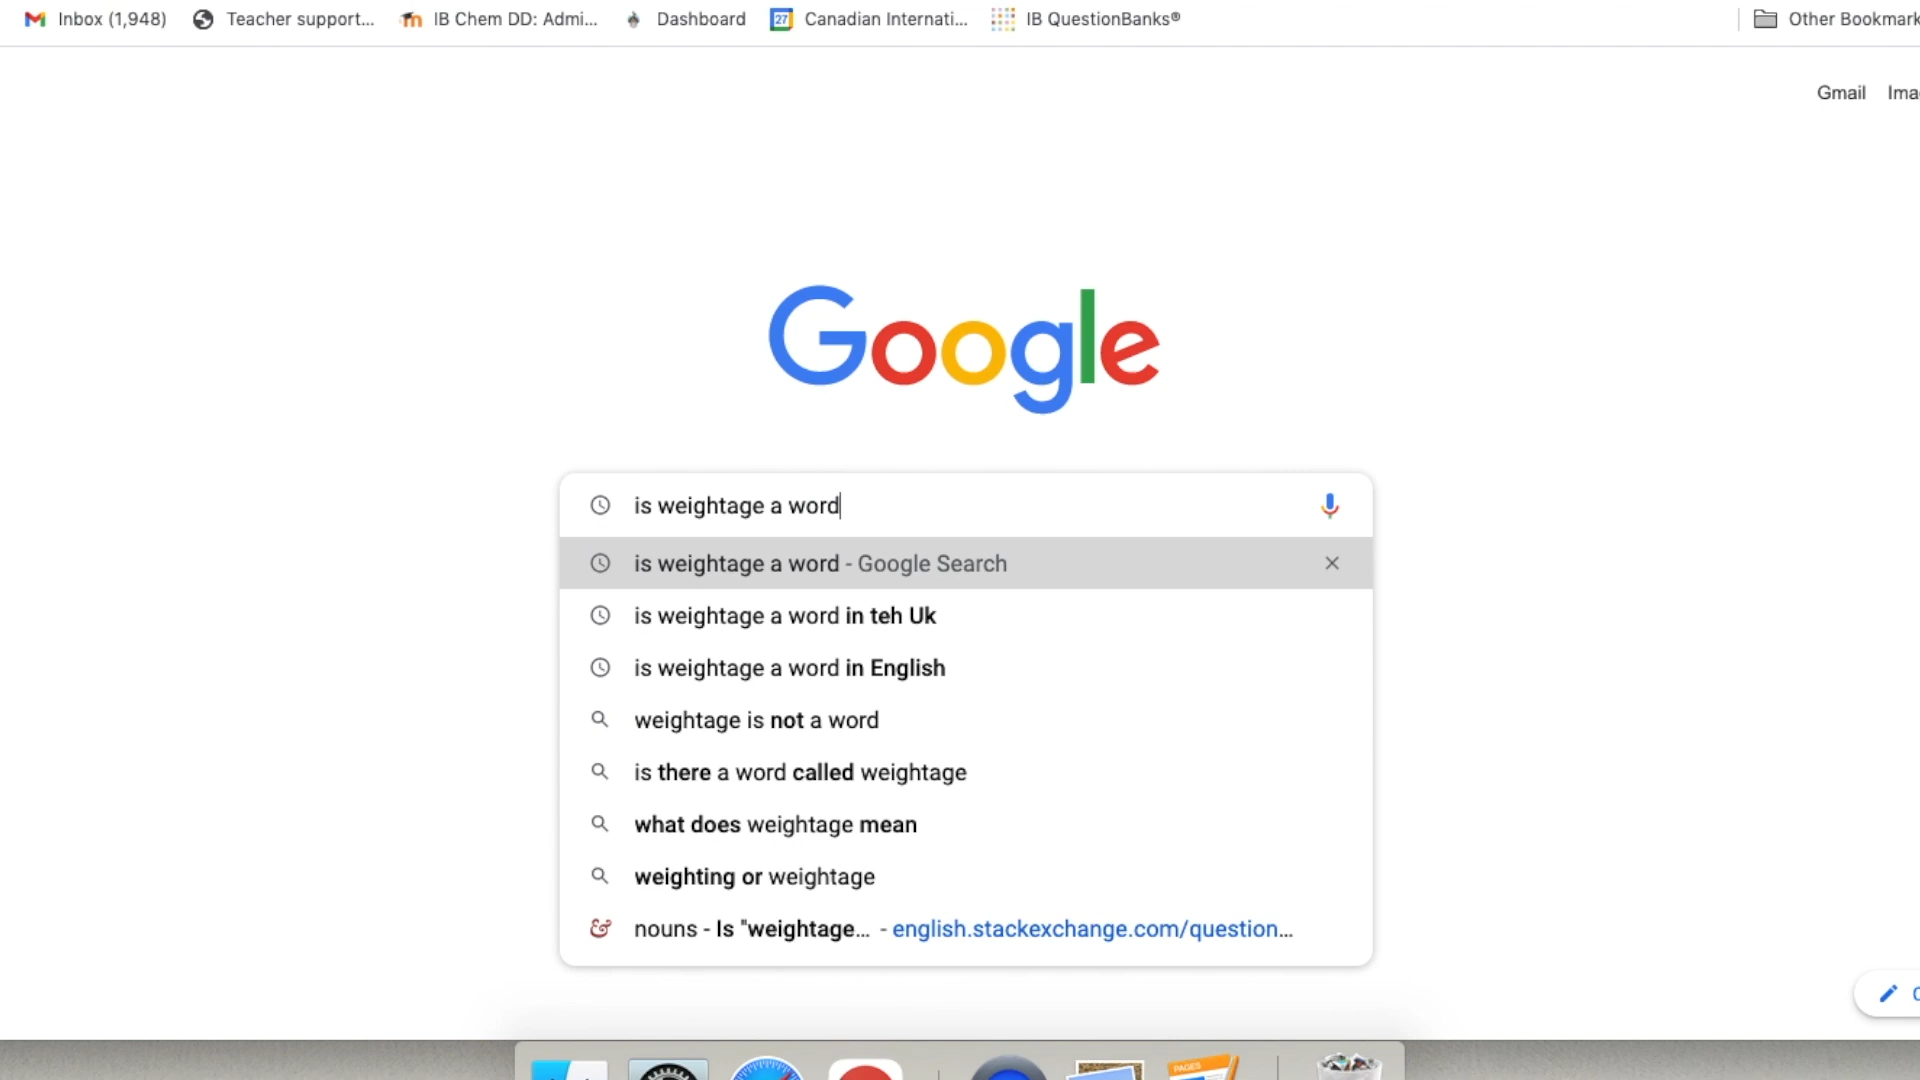 Inbox (1,948) Teacher support... IB Chem DD: Admi... Dashboard 27 Canadian Internati... IB QuestionBanks® Other Bookmark
Gmail Ima
Google
is weightage a word
is weightage a word - Google Search
is weightage a word in teh Uk
is weightage a word in English
weightage is not a word
is there a word called weightage
what does weightage mean
weighting or weightage
nouns - Is "weightage... - english.stackexchange.com/question...
PAGES